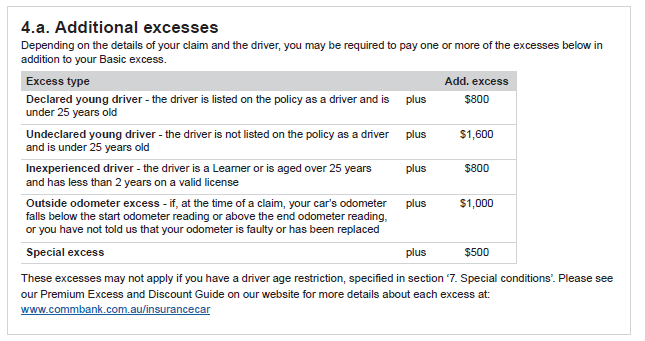 4.a. Additional excesses
Depending on the details of your claim and the driver, you may be required to pay one or more of the excesses below in
addition to your Basic excess.
Excess type Add. excess
Declared young driver - the driver is listed on the policy as a driver and is plus $800
under 25 years old
Undeclared young driver - the driver is not listed on the policy as a driver plus $1,600
and is under 25 years old
Inexperienced driver - the driver is a Learner or is aged over 25 years plus $800
and has less than 2 years on a valid license
Outside odometer excess - if, at the time of a claim, your car's odometer plus $1,000
falls below the start odometer reading or above the end odometer reading,
or you have not told us that your odometer is faulty or has been replaced
Special excess plus $500
These excesses may not apply if you have a driver age restriction, specified in section '7. Special conditions'. Please see
our Premium Excess and Discount Guide on our website for more details about each excess at:
www.commbank.com.au/insurancecar